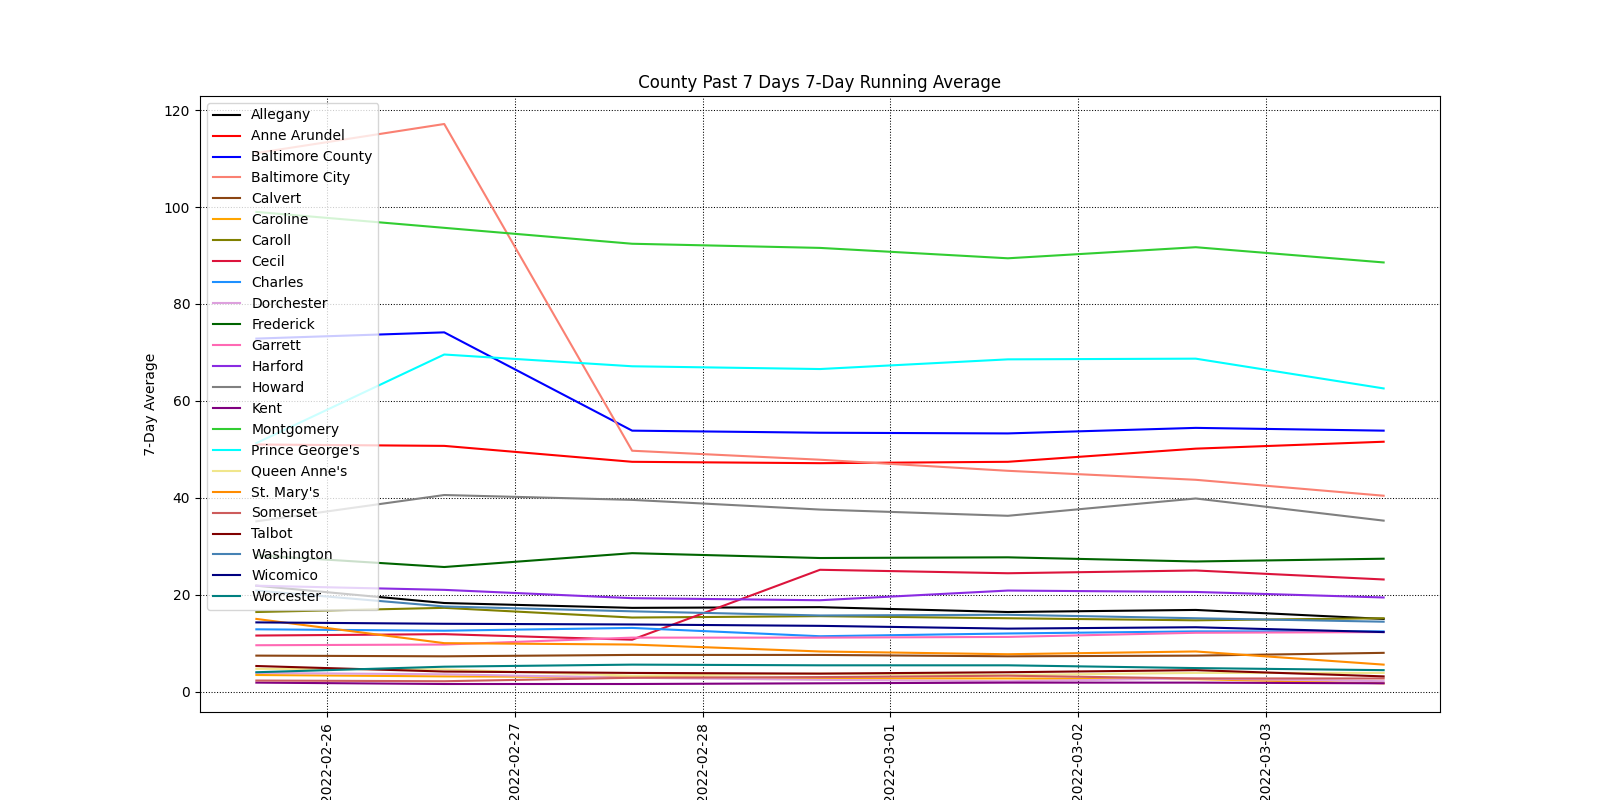 County Past 7 Days 7-Day Running Average
120
100
80
60
40
20
0
7-Day Average
Allegany
Anne Arundel
Baltimore County
Baltimore City
Calvert
Caroline
Caroll
Cecil
Charles
Dorchester
Frederick
Garrett
Harford
Howard
Kent
Montgomery
Prince George's
Queen Anne's
St. Mary's
Somerset
Talbot
Washington
Wicomico
Worcester
2022-02-26
2022-02-27
2022-02-28
2022-03-01
2022-03-02
2022-03-03